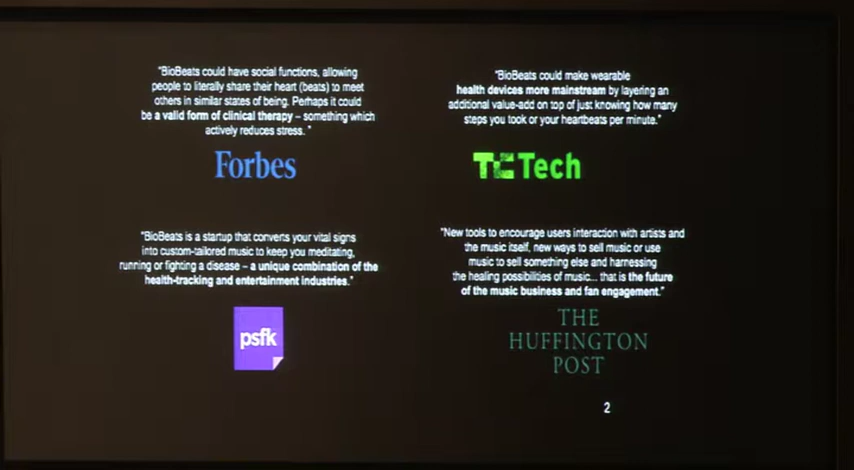 "BioBeats could have social functions, allowing
people to literally share their heart (beats) to meet
others in similar states of being. Perhaps it could
be a valid form of clinical therapy – something which
actively reduces stress. "
Forbes
"BioBeats could make wearable
health devices more mainstream by layering an
additional value-add on top of just knowing how many
steps you took or your heartbeats per minute."
TC Tech
"BioBeats is a startup that converts your vital signs
into custom-tailored music to keep you meditating,
running or fighting a disease – a unique combination of the
health-tracking and entertainment industries."
psfk
"New tools to encourage users interaction with artists and
the music itself, new ways to sell music or use
music to sell something else and harnessing
the healing possibilities of music... that is the future
of the music business and fan engagement."
THE
HUFFINGTON
POST
2